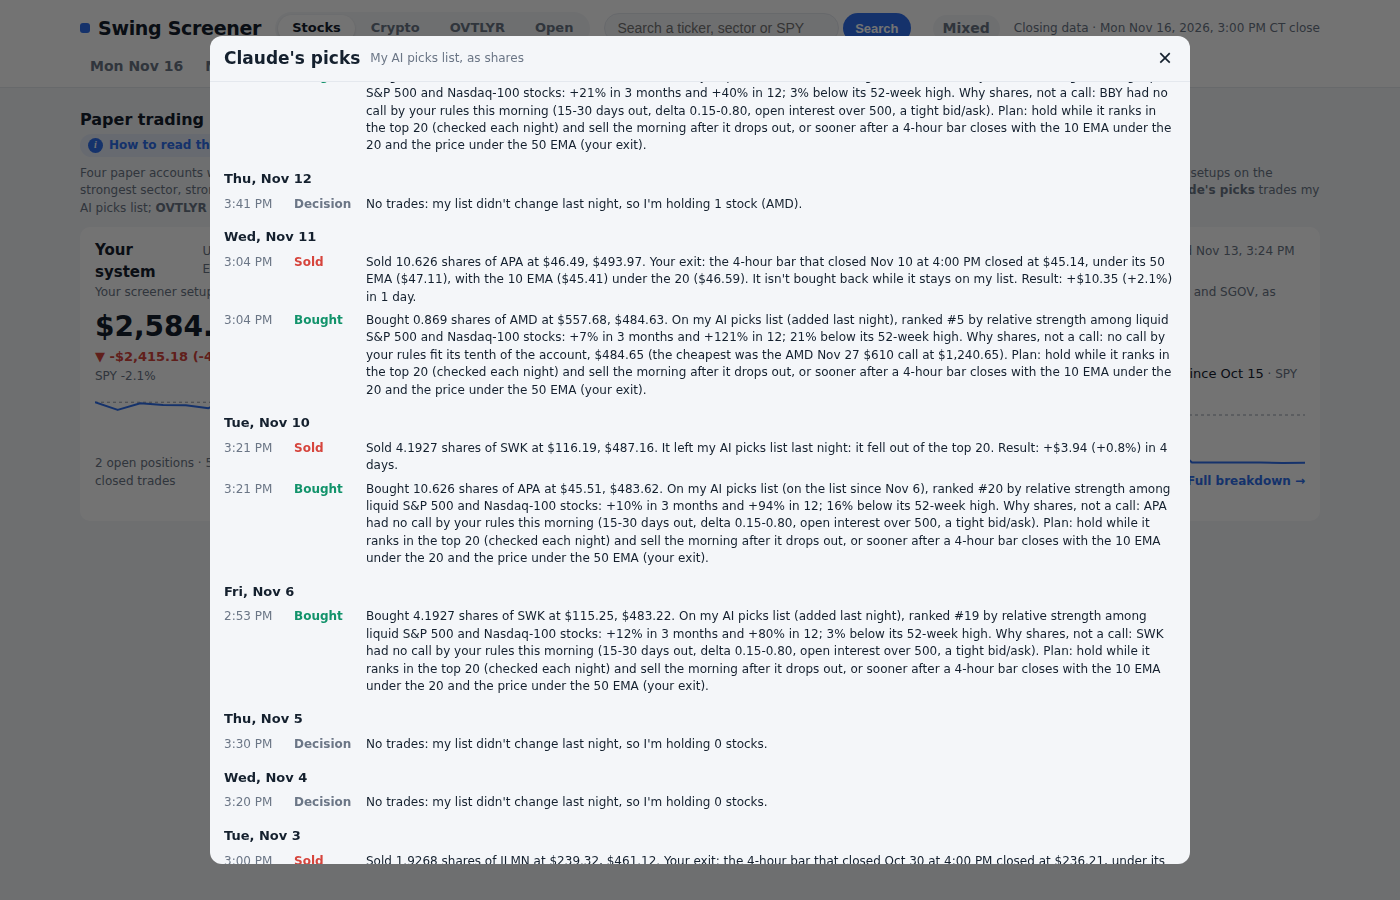 Swing Screener Stocks Crypto OVTLYR Open Search a ticker, sector or SPY Search Mixed Closing data · Mon Nov 16, 2026, 3:00 PM CT close
Claude's picks My AI picks list, as shares ✕
Mon Nov 16
S&P 500 and Nasdaq-100 stocks: +21% in 3 months and +40% in 12; 3% below its 52-week high. Why shares, not a call: BBY had no
call by your rules this morning (15-30 days out, delta 0.15-0.80, open interest over 500, a tight bid/ask). Plan: hold while it ranks in
the top 20 (checked each night) and sell the morning after it drops out, or sooner after a 4-hour bar closes with the 10 EMA under the
20 and the price under the 50 EMA (your exit).
Thu, Nov 12
3:41 PM Decision No trades: my list didn't change last night, so I'm holding 1 stock (AMD).
Wed, Nov 11
3:04 PM Sold Sold 10.626 shares of APA at $46.49, $493.97. Your exit: the 4-hour bar that closed Nov 10 at 4:00 PM closed at $45.14, under its 50
EMA ($47.11), with the 10 EMA ($45.41) under the 20 ($46.59). It isn't bought back while it stays on my list. Result: +$10.35 (+2.1%)
in 1 day.
3:04 PM Bought Bought 0.869 shares of AMD at $557.68, $484.63. On my AI picks list (added last night), ranked #5 by relative strength among liquid
S&P 500 and Nasdaq-100 stocks: +7% in 3 months and +121% in 12; 21% below its 52-week high. Why shares, not a call: no call by
your rules fit its tenth of the account, $484.65 (the cheapest was the AMD Nov 27 $610 call at $1,240.65). Plan: hold while it ranks in
the top 20 (checked each night) and sell the morning after it drops out, or sooner after a 4-hour bar closes with the 10 EMA under the
20 and the price under the 50 EMA (your exit).
Tue, Nov 10
3:21 PM Sold Sold 4.1927 shares of SWK at $116.19, $487.16. It left my AI picks list last night: it fell out of the top 20. Result: +$3.94 (+0.8%) in 4
days.
3:21 PM Bought Bought 10.626 shares of APA at $45.51, $483.62. On my AI picks list (on the list since Nov 6), ranked #20 by relative strength among
liquid S&P 500 and Nasdaq-100 stocks: +10% in 3 months and +94% in 12; 16% below its 52-week high. Why shares, not a call: APA
had no call by your rules this morning (15-30 days out, delta 0.15-0.80, open interest over 500, a tight bid/ask). Plan: hold while it
ranks in the top 20 (checked each night) and sell the morning after it drops out, or sooner after a 4-hour bar closes with the 10 EMA
under the 20 and the price under the 50 EMA (your exit).
Fri, Nov 6
2:53 PM Bought Bought 4.1927 shares of SWK at $115.25, $483.22. On my AI picks list (added last night), ranked #19 by relative strength among
liquid S&P 500 and Nasdaq-100 stocks: +12% in 3 months and +80% in 12; 3% below its 52-week high. Why shares, not a call: SWK
had no call by your rules this morning (15-30 days out, delta 0.15-0.80, open interest over 500, a tight bid/ask). Plan: hold while it
ranks in the top 20 (checked each night) and sell the morning after it drops out, or sooner after a 4-hour bar closes with the 10 EMA
under the 20 and the price under the 50 EMA (your exit).
Thu, Nov 5
3:30 PM Decision No trades: my list didn't change last night, so I'm holding 0 stocks.
Wed, Nov 4
3:20 PM Decision No trades: my list didn't change last night, so I'm holding 0 stocks.
Tue, Nov 3
3:00 PM Sold Sold 1.9268 shares of ILMN at $239.32, $461.12. Your exit: the 4-hour bar that closed Oct 30 at 4:00 PM closed at $236.21, under its
Paper trading
How to read th
Four paper accounts
strongest sector,
AI picks list; OVTLYR
Your
system
Your screener setup
$2,584.
▼ -$2,415.18 (-4
SPY -2.1%
2 open positions · 5
closed trades
setups on the
de's picks trades my
Nov 13, 3:24 PM
and SGOV, as
ince Oct 15 · SPY
Full breakdown →